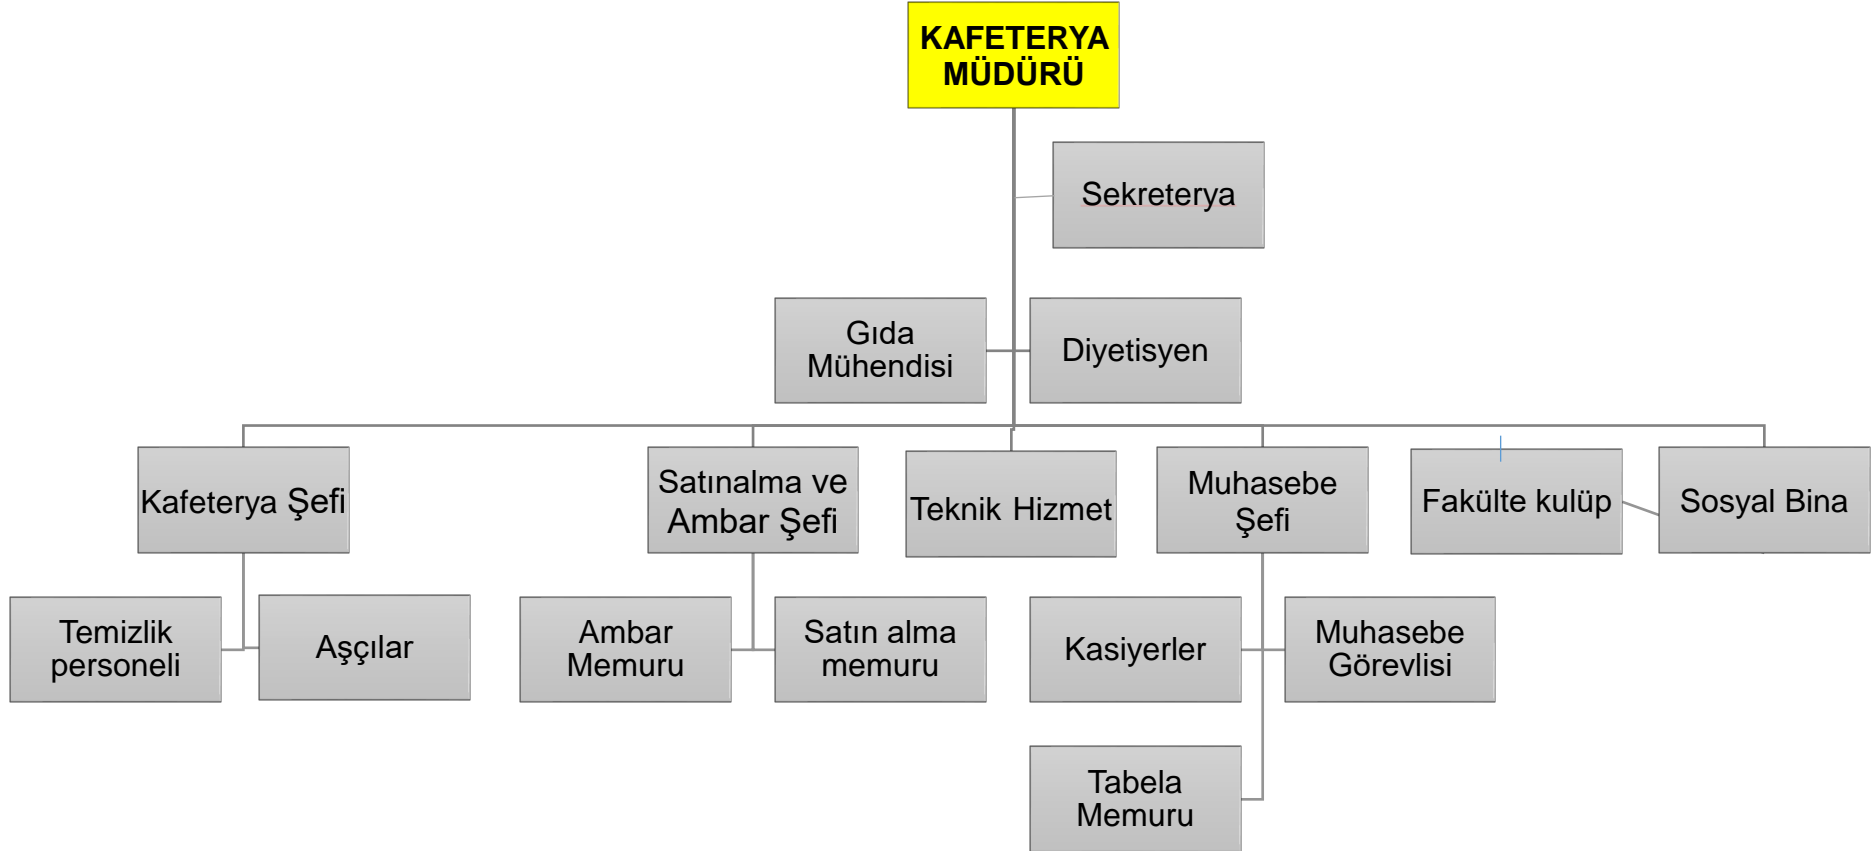 KAFETERYA
MÜDÜRÜ
Sekreterya
Gıda
Mühendisi
Diyetisyen
Kafeterya Şefi
Satınalma ve
Ambar Şefi
Teknik Hizmet
Muhasebe
Şefi
Fakülte kulüp
Sosyal Bina
Temizlik
personeli
Aşçılar
Ambar
Memuru
Satın alma
memuru
Kasiyerler
Muhasebe
Görevlisi
Tabela
Memuru